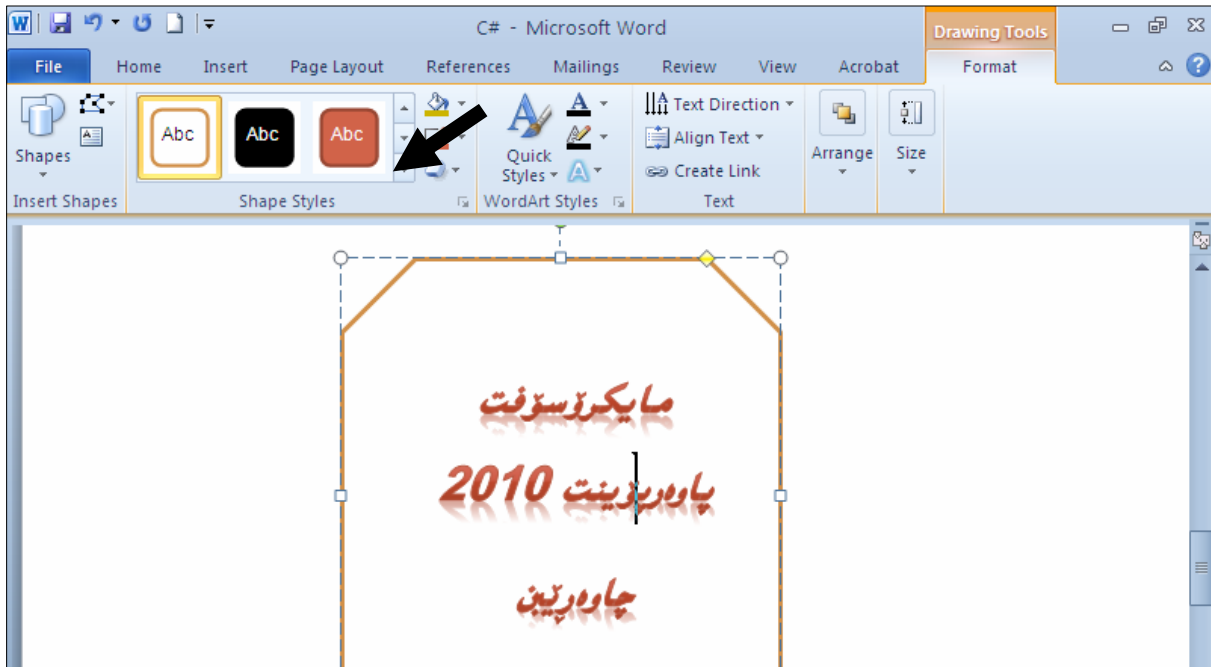 C# - Microsoft Word
Drawing Tools
File Home Insert Page Layout References Mailings Review View Acrobat Format
Abc Abc Abc
Shapes
Quick Styles
Text Direction
Align Text
Create Link
Arrange
Size
Insert Shapes
Shape Styles
WordArt Styles
Text
مایکرۆسۆفت
پاوەرپۆینت 2010
چاوەڕێبن